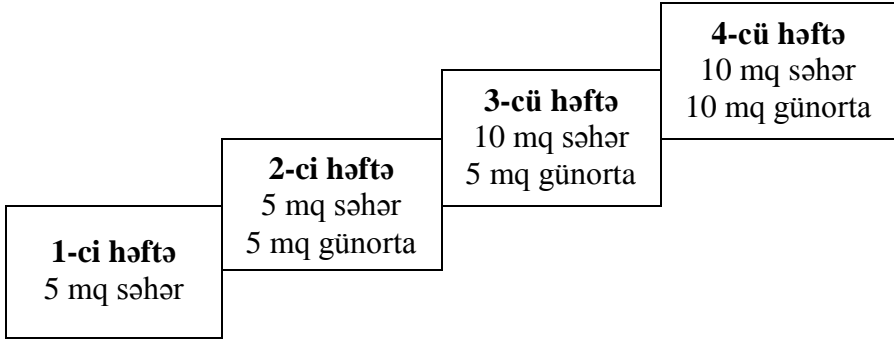 1-ci həftə
5 mq səhər
2-ci həftə
5 mq səhər
5 mq günorta
3-cü həftə
10 mq səhər
5 mq günorta
4-cü həftə
10 mq səhər
10 mq günorta